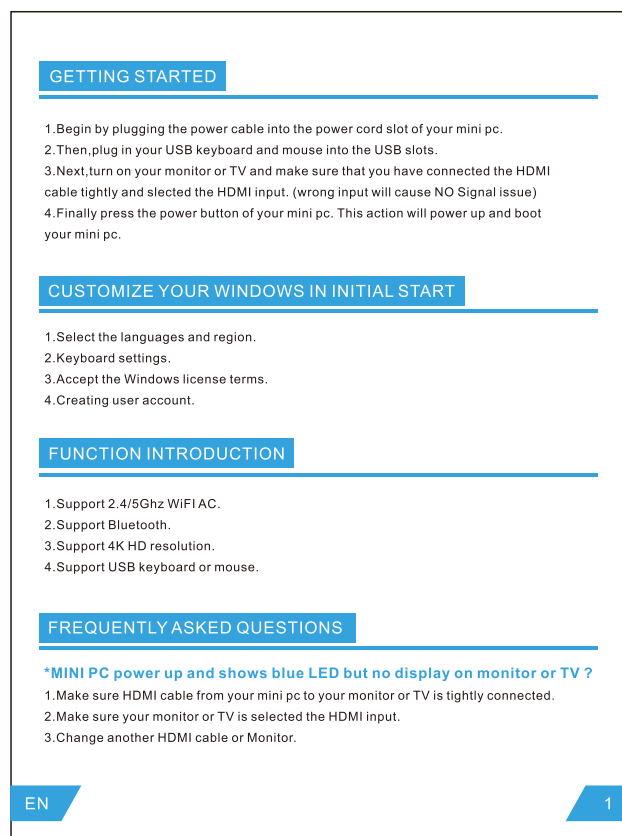 GETTING STARTED
1.Begin by plugging the power cable into the power cord slot of your mini pc.
2.Then,plug in your USB keyboard and mouse into the USB slots.
3.Next,turn on your monitor or TV and make sure that you have connected the HDMI
cable tightly and slected the HDMI input. (wrong input will cause NO Signal issue)
4.Finally press the power button of your mini pc. This action will power up and boot
your mini pc.
CUSTOMIZE YOUR WINDOWS IN INITIAL START
1.Select the languages and region.
2.Keyboard settings.
3.Accept the Windows license terms.
4.Creating user account.
FUNCTION INTRODUCTION
1.Support 2.4/5Ghz WiFI AC.
2.Support Bluetooth.
3.Support 4K HD resolution.
4.Support USB keyboard or mouse.
FREQUENTLY ASKED QUESTIONS
*MINI PC power up and shows blue LED but no display on monitor or TV ?
1.Make sure HDMI cable from your mini pc to your monitor or TV is tightly connected.
2.Make sure your monitor or TV is selected the HDMI input.
3.Change another HDMI cable or Monitor.
EN
1